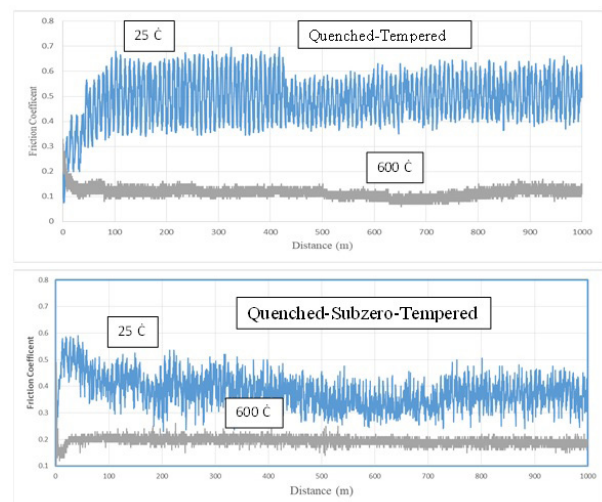 25 Ċ
Quenched-Tempered
0.8
0.7
0.6
0.5
0.4
0.3
0.2
0.1
0
Friction Coefficent
600 Ċ
0 100 200 300 400 500 600 700 800 900 1000
Distance (m)
0.8
0.7
0.6
0.5
0.4
0.3
0.2
0.1
Friction Coefficent
Quenched-Subzero-Tempered
25 Ċ
600 Ċ
0 100 200 300 400 500 600 700 800 900 1000
Distance (m)